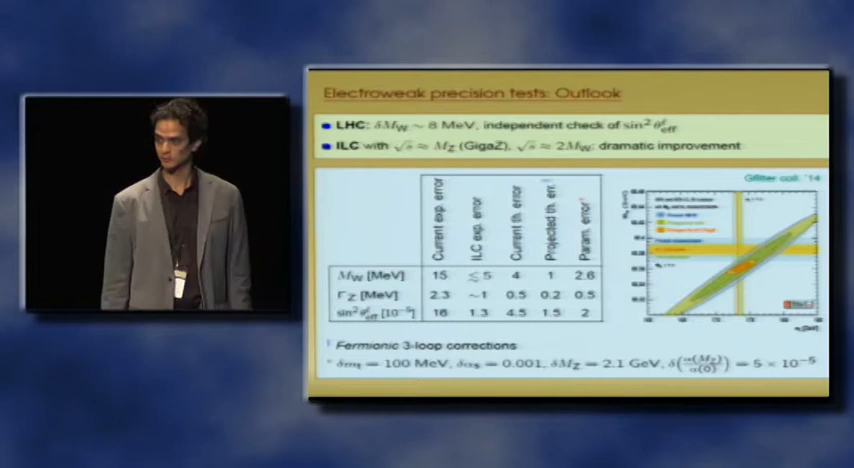 Electroweak precision tests: Outlook
LHC: δM_W ∼ 8 MeV, independent check of sin² θ^ℓ_eff
ILC with √s ≈ M_Z (GigaZ), √s ≈ 2M_W: dramatic improvement
Gfitter coll. '14
Current exp. error
ILC exp. error
Current th. error
Projected th. err.
Param. error*
M_W [MeV] 15 ≲ 5 4 1 2.6
Γ_Z [MeV] 2.3 ∼1 0.5 0.2 0.5
sin² θ^ℓ_eff [10⁻⁵] 16 1.3 4.5 1.5 2
Fermionic 3-loop corrections
* δm_t = 100 MeV, δα_s = 0.001, δM_Z = 2.1 GeV, δ(α(M_Z)/α(0)) = 5 × 10⁻⁵